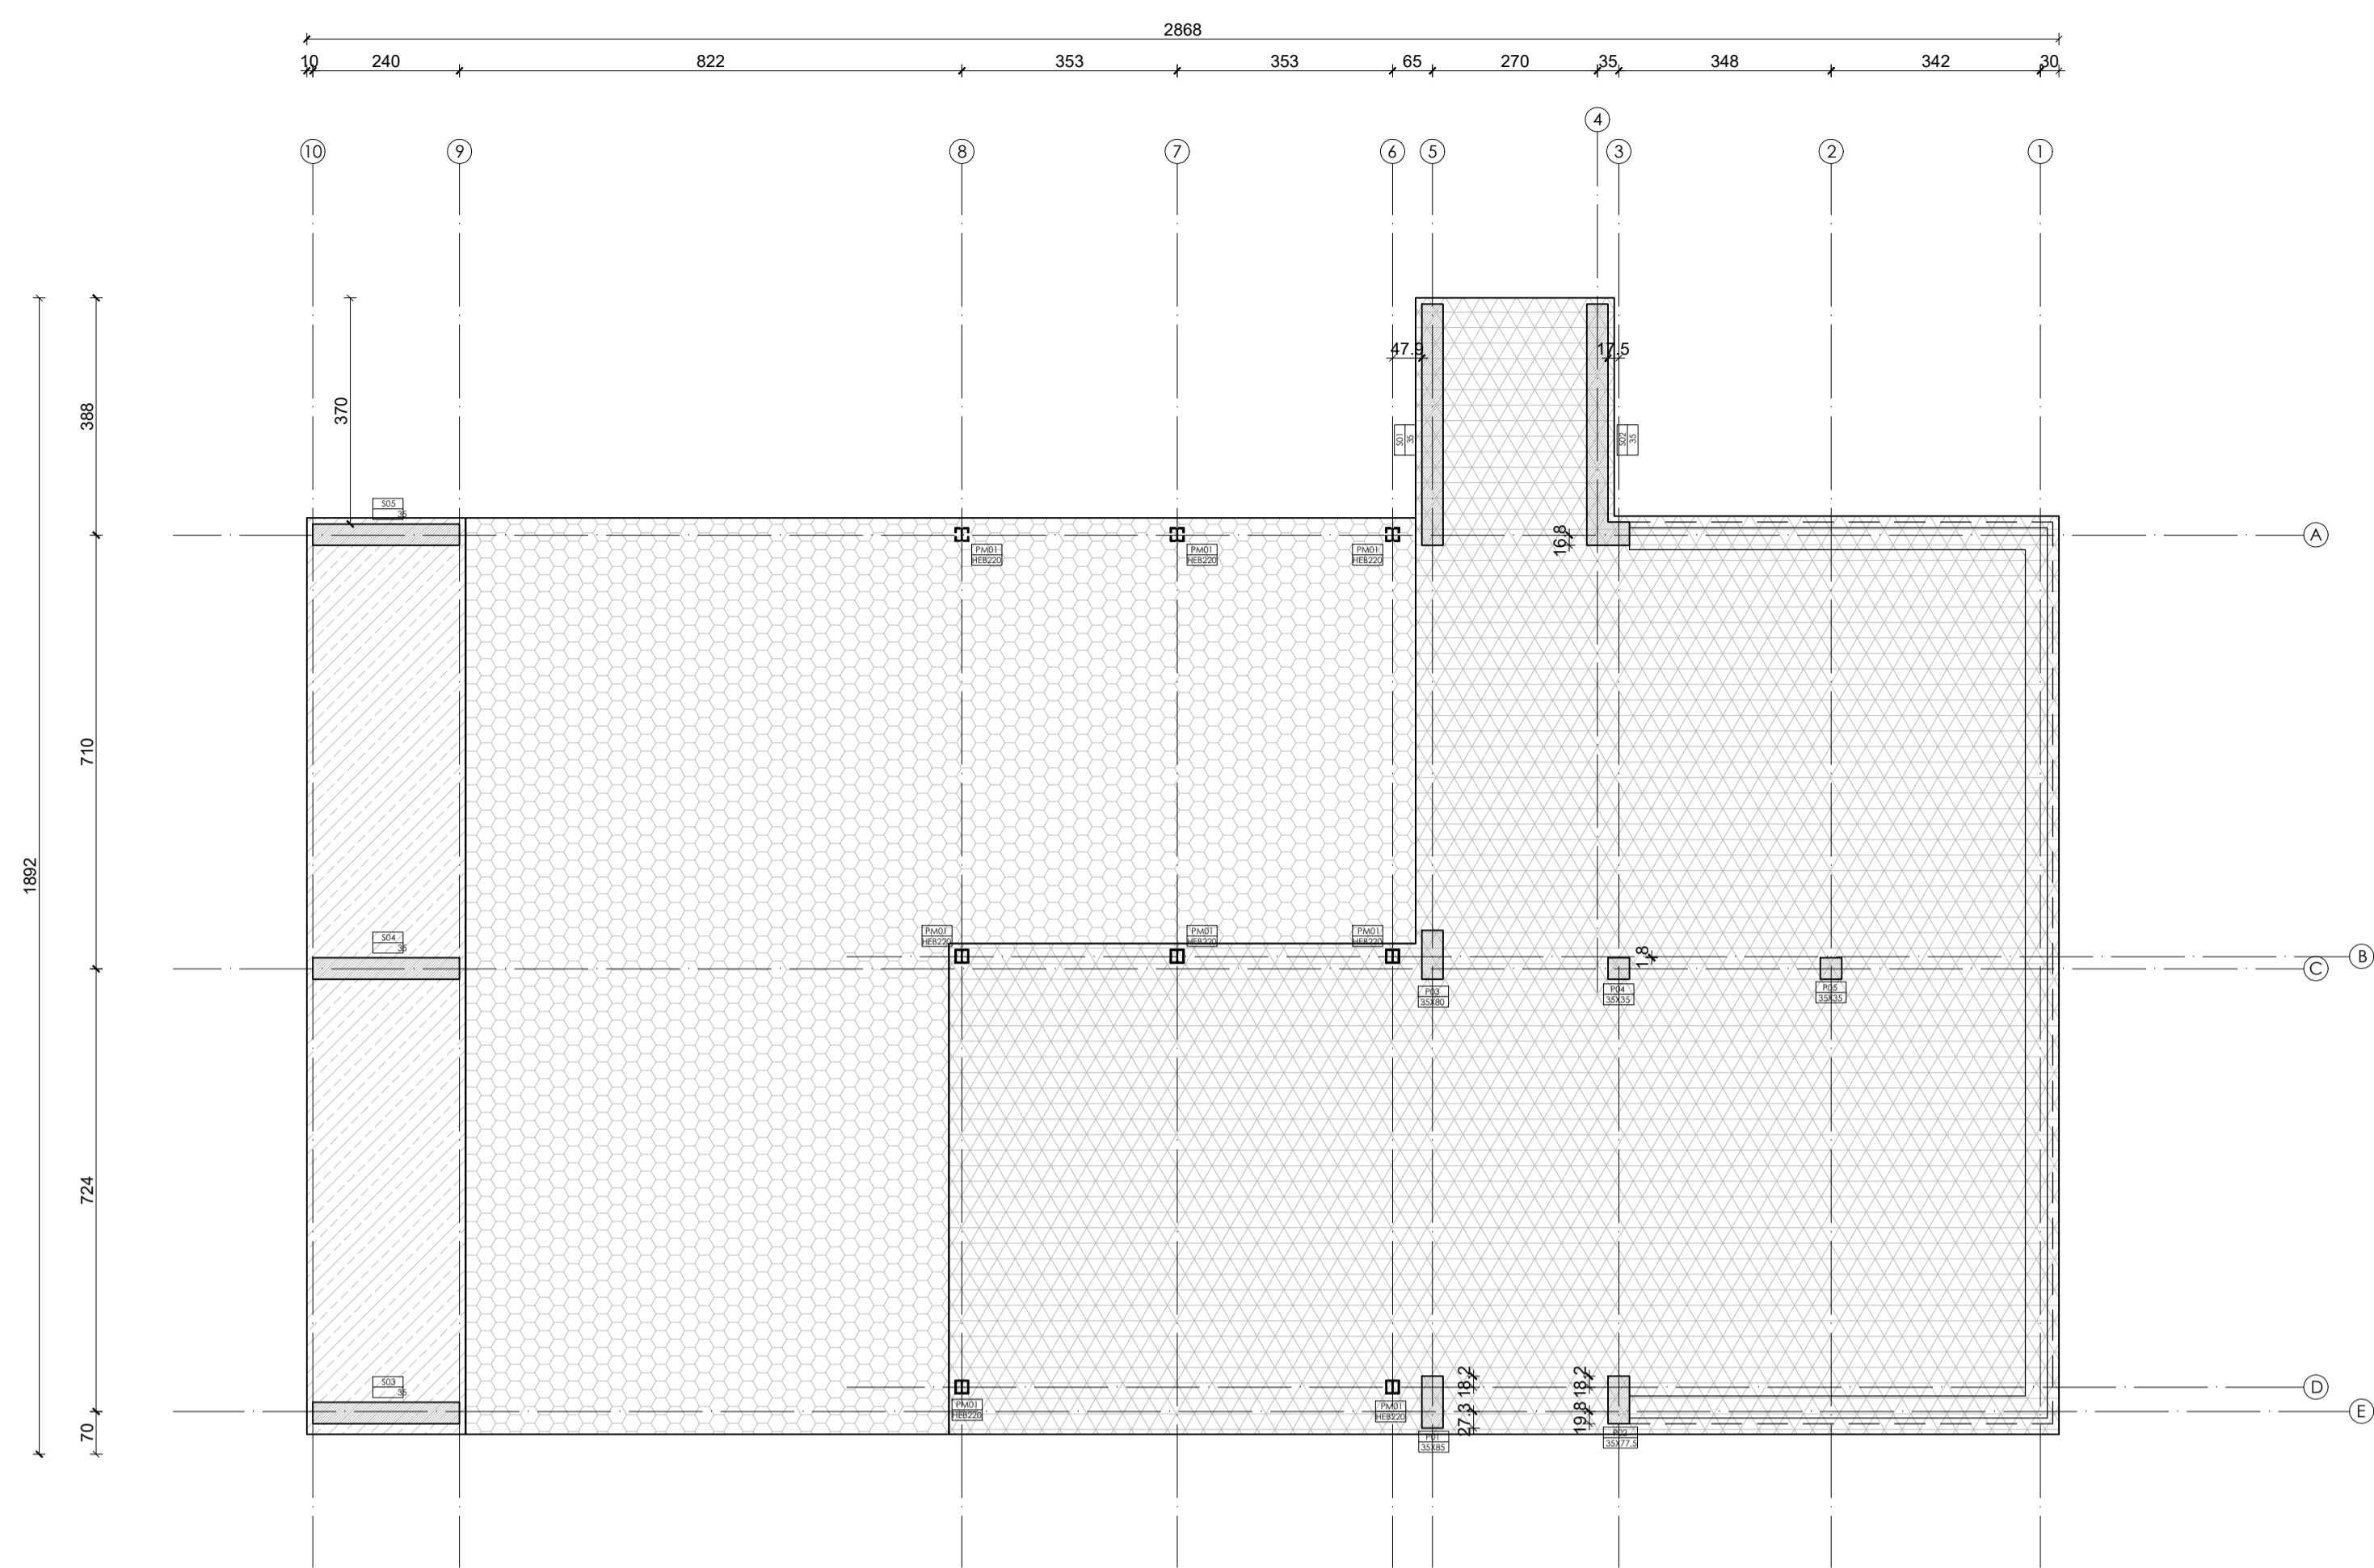 2868
10 240 822 353 353 65 270 35 348 342 30
4
10 9 8 7 6 5 3 2 1
47.9 17.5
388
370
S01
35
S02
35
S05
35
16.8
A
PM01
HEB220
PM01
HEB220
PM01
HEB220
710
1892
S04
35
PM01
HEB220
PM01
HEB220
PM01
HEB220
1.8
B
C
P03
35X80
P04
35X35
P05
35X35
724
S03
35
18.2
18.2
D
27.3
19.8
E
PM01
HEB220
PM01
HEB220
P01
35X85
P02
35X77.5
70